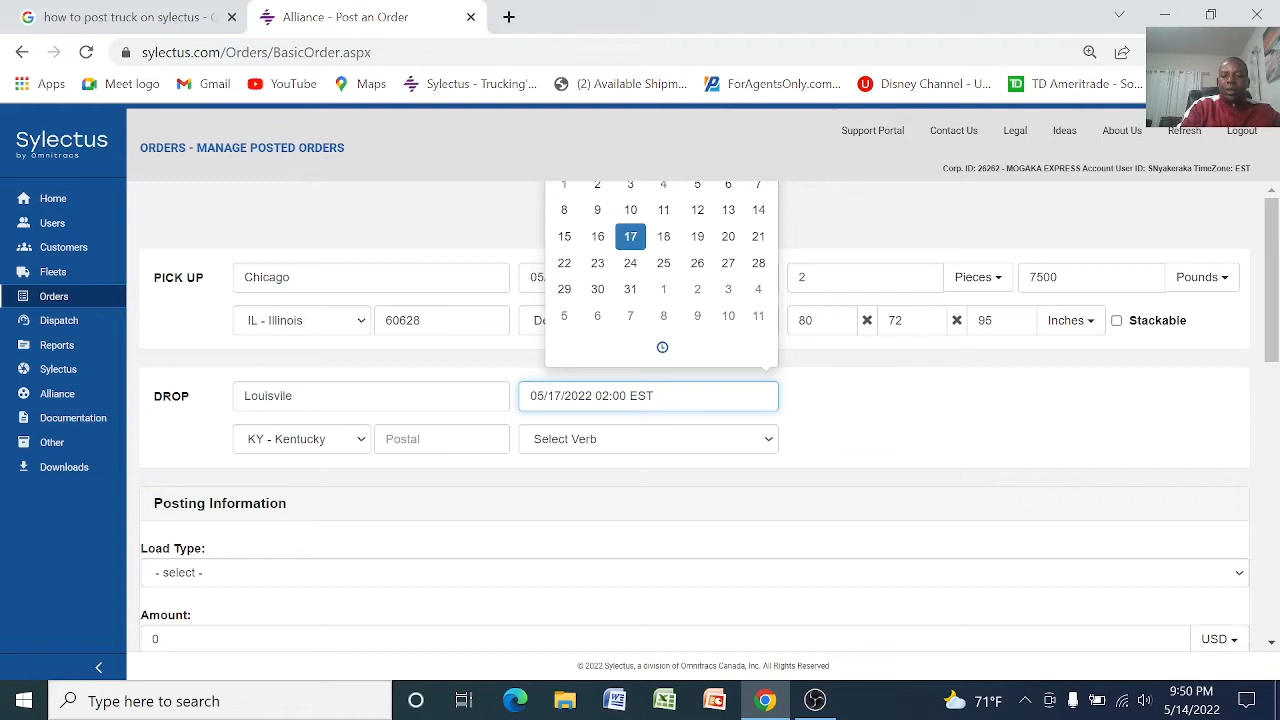 how to post truck on sylectus - G
Alliance - Post an Order
sylectus.com/Orders/BasicOrder.aspx
Apps
Meet logo
Gmail
YouTube
Maps
Sylectus - Trucking
(2) Available Shipm...
ForAgentsOnly.com...
Disney Channel - U...
TD Ameritrade - So...
Sylectus
by Omnitracs
Support Portal
Contact Us
Legal
Ideas
About Us
Refresh
Logout
ORDERS - MANAGE POSTED ORDERS
Corp. ID: 26262 - MOGAKA EXPRESS Account User ID: SNyakeraka TimeZone: EST
Home
Users
Customers
Fleets
Orders
Dispatch
Reports
Sylectus
Alliance
Documentation
Other
Downloads
1 2 3 4 5 6 7
8 9 10 11 12 13 14
15 16 17 18 19 20 21
22 23 24 25 26 27 28
29 30 31 1 2 3 4
5 6 7 8 9 10 11
PICK UP
Chicago
05/
2
Pieces
7500
Pounds
IL - Illinois
60628
80
72
95
Inches
Stackable
DROP
Louisvile
05/17/2022 02:00 EST
KY - Kentucky
Postal
Select Verb
Posting Information
Load Type:
- select -
Amount:
0
USD
© 2022 Sylectus, a division of Omnitracs Canada, Inc. All Rights Reserved
Type here to search
71°F
9:50 PM
5/14/2022